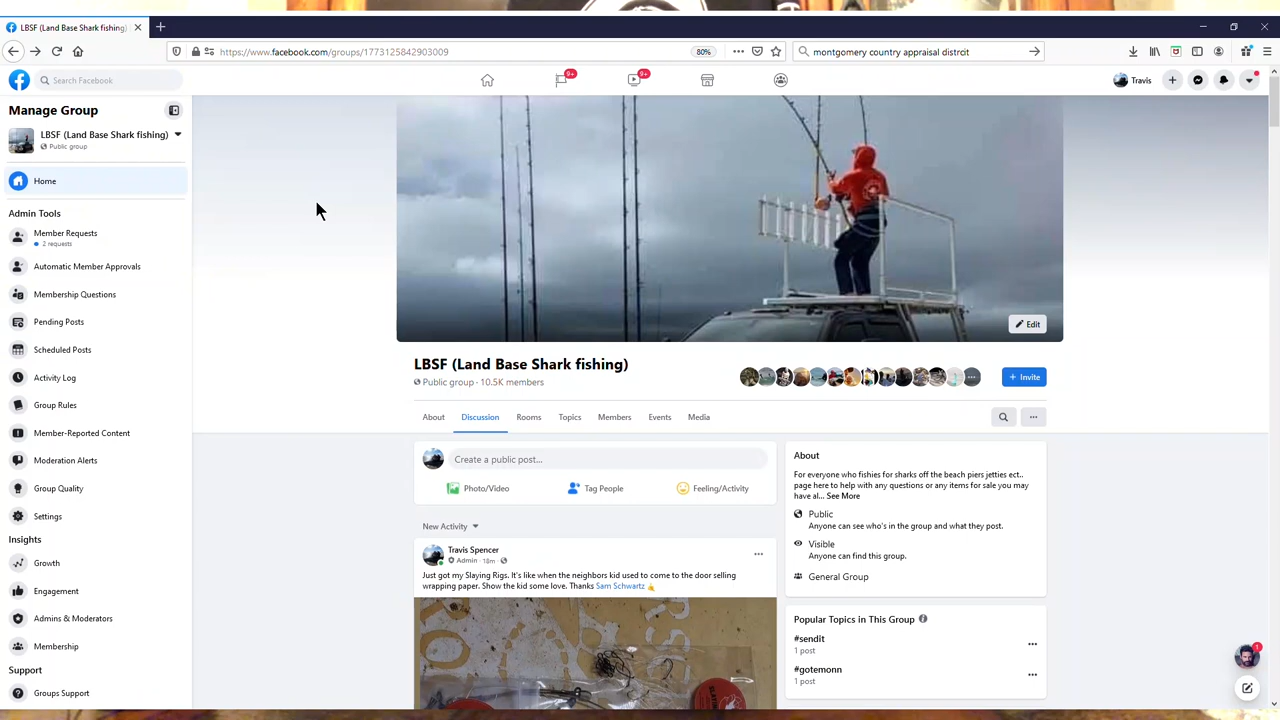 LBSF (Land Base Shark fishing)
https://www.facebook.com/groups/1773125842903009
80%
montgomery country appraisal distrcit
Search Facebook
9+
9+
Travis
Manage Group
LBSF (Land Base Shark fishing)
Public group
Home
Admin Tools
Member Requests
2 requests
Automatic Member Approvals
Membership Questions
Pending Posts
Scheduled Posts
Activity Log
Group Rules
Member-Reported Content
Moderation Alerts
Group Quality
Settings
Insights
Growth
Engagement
Admins & Moderators
Membership
Support
Groups Support
Edit
LBSF (Land Base Shark fishing)
Public group · 10.5K members
+ Invite
About
Discussion
Rooms
Topics
Members
Events
Media
Create a public post...
Photo/Video
Tag People
Feeling/Activity
New Activity
Travis Spencer
Admin · 18m ·
Just got my Slaying Rigs. It's like when the neighbors kid used to come to the door selling
wrapping paper. Show the kid some love. Thanks Sam Schwartz
About
For everyone who fishies for sharks off the beach piers jetties ect..
page here to help with any questions or any items for sale you may
have al... See More
Public
Anyone can see who's in the group and what they post.
Visible
Anyone can find this group.
General Group
Popular Topics in This Group
#sendit
1 post
#gotemonn
1 post
1